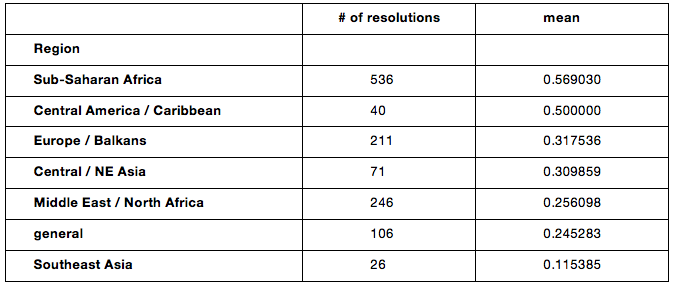 # of resolutions mean
Region
Sub-Saharan Africa 536 0.569030
Central America / Caribbean 40 0.500000
Europe / Balkans 211 0.317536
Central / NE Asia 71 0.309859
Middle East / North Africa 246 0.256098
general 106 0.245283
Southeast Asia 26 0.115385